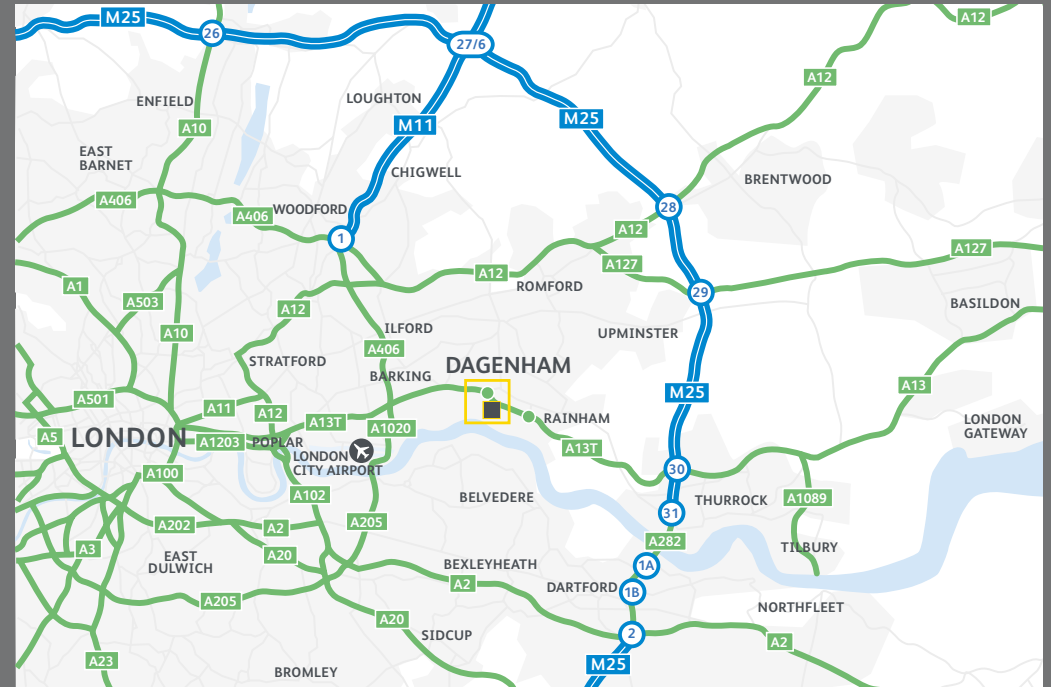 M25
A12
26
27/6
A12
ENFIELD
LOUGHTON
M25
A10
M11
EAST
BARNET
CHIGWELL
BRENTWOOD
A406
A406
WOODFORD
28
A12
1
A127
A127
A12
ROMFORD
A1
29
A503
A12
BASILDON
A10
ILFORD
UPMINSTER
A406
STRATFORD
DAGENHAM
BARKING
A13
M25
A501
A11
A12
A13T
A1020
RAINHAM
LONDON
GATEWAY
A5
LONDON
A1203
POPLAR
A13T
LONDON
CITY AIRPORT
A100
30
A102
BELVEDERE
THURROCK
A1089
31
A202
A2
A205
A282
A3
TILBURY
EAST
DULWICH
A20
BEXLEYHEATH
1A
A2
DARTFORD
1B
A205
NORTHFLEET
A20
SIDCUP
2
A2
A23
M25
BROMLEY